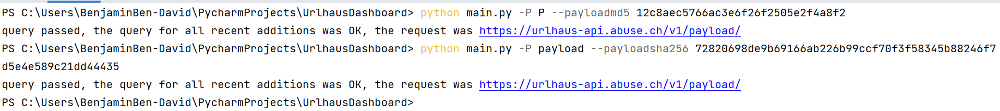 PS C:\Users\BenjaminBen-David\PycharmProjects\UrlhausDashboard> python main.py -P P --payloadmd5 12c8aec5766ac3e6f26f2505e2f4a8f2
query passed, the query for all recent additions was OK, the request was https://urlhaus-api.abuse.ch/v1/payload/
PS C:\Users\BenjaminBen-David\PycharmProjects\UrlhausDashboard> python main.py -P payload --payloadsha256 72820698de9b69166ab226b99ccf70f3f58345b88246f7
d5e4e589c21dd44435
query passed, the query for all recent additions was OK, the request was https://urlhaus-api.abuse.ch/v1/payload/
PS C:\Users\BenjaminBen-David\PycharmProjects\UrlhausDashboard>